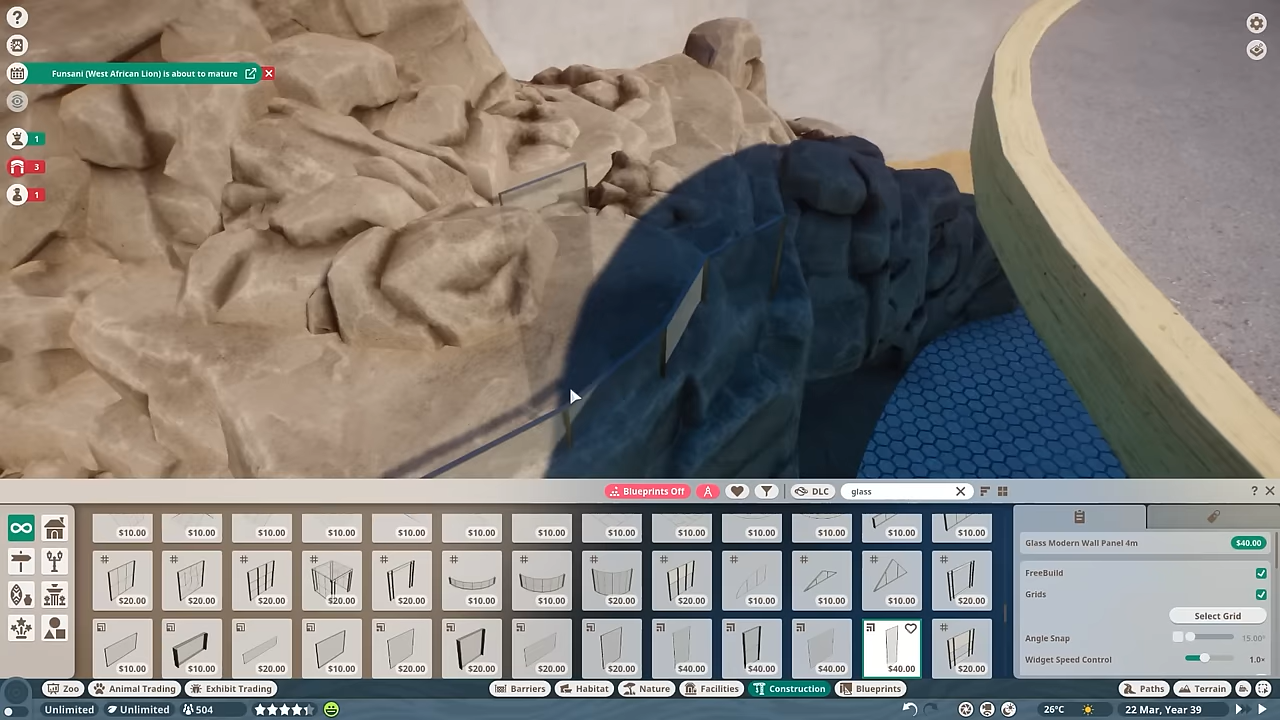 ?
Funsani (West African Lion) is about to mature
1
3
1
Blueprints Off
DLC
glass
?
$10.00 $10.00 $10.00 $10.00 $10.00 $10.00 $10.00 $10.00 $10.00 $10.00 $10.00 $10.00 $10.00
$20.00 $20.00 $20.00 $20.00 $20.00 $10.00 $10.00 $10.00 $20.00 $10.00 $10.00 $10.00 $20.00
$10.00 $20.00 $20.00 $10.00 $20.00 $20.00 $20.00 $20.00 $40.00 $40.00 $40.00 $40.00 $20.00
Glass Modern Wall Panel 4m $40.00
FreeBuild
Grids
Select Grid
Angle Snap 15.00°
Widget Speed Control 1.0×
Zoo Animal Trading Exhibit Trading Barriers Habitat Nature Facilities Construction Blueprints Paths Terrain
Unlimited Unlimited 504 26°C 22 Mar, Year 39